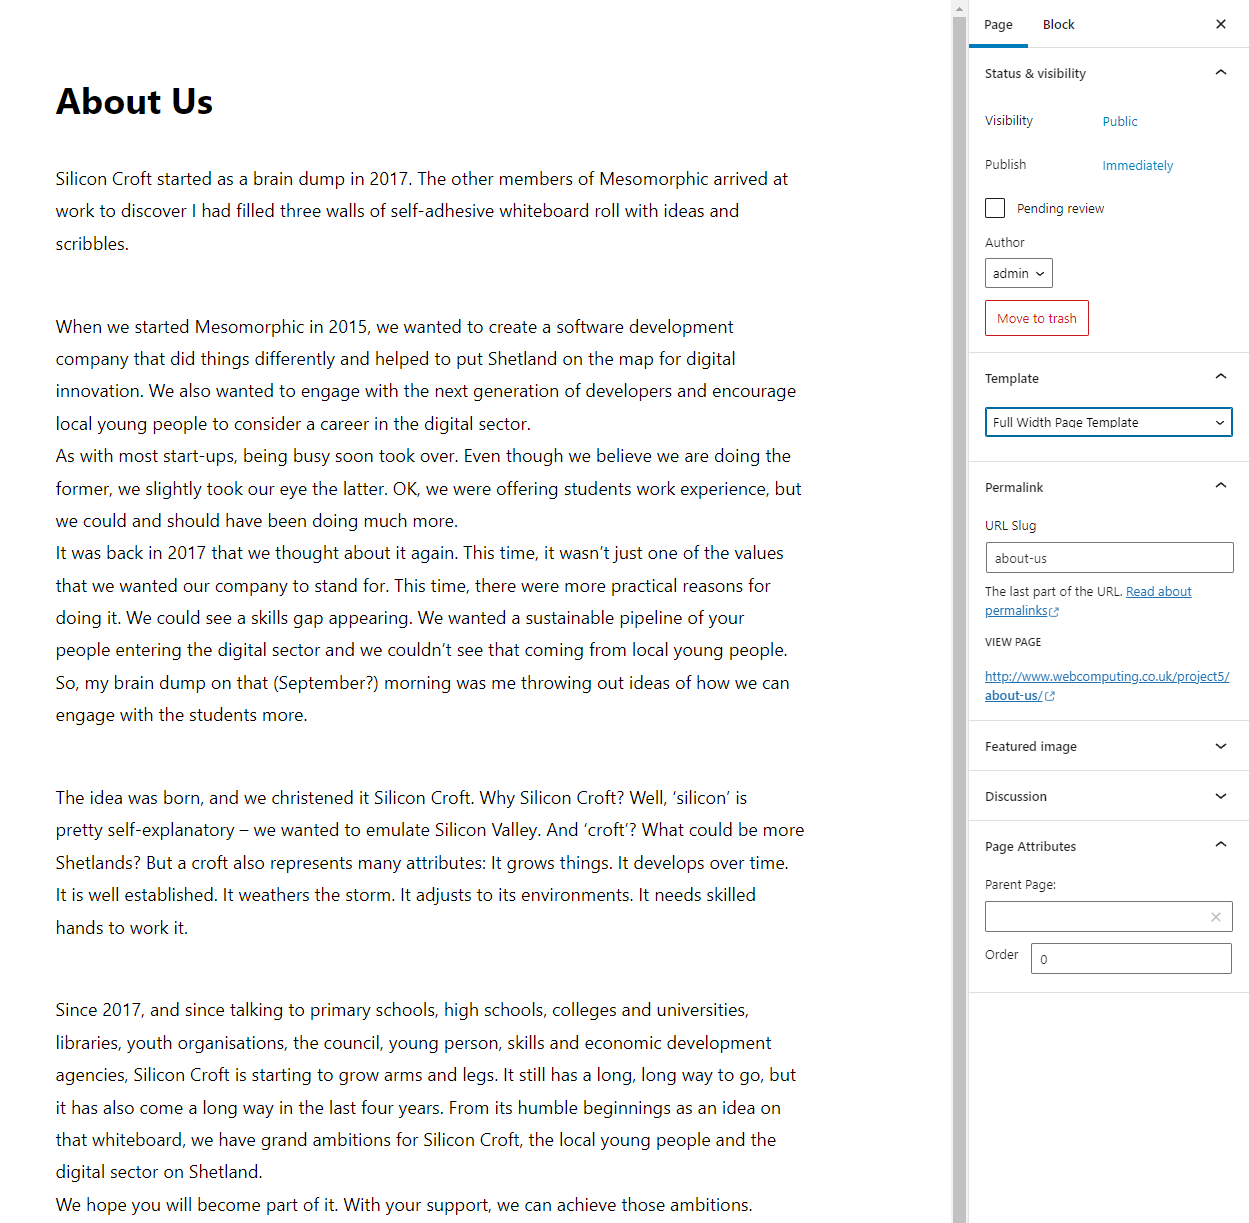 About Us
Silicon Croft started as a brain dump in 2017. The other members of Mesomorphic arrived at
work to discover I had filled three walls of self-adhesive whiteboard roll with ideas and
scribbles.
When we started Mesomorphic in 2015, we wanted to create a software development
company that did things differently and helped to put Shetland on the map for digital
innovation. We also wanted to engage with the next generation of developers and encourage
local young people to consider a career in the digital sector.
As with most start-ups, being busy soon took over. Even though we believe we are doing the
former, we slightly took our eye the latter. OK, we were offering students work experience, but
we could and should have been doing much more.
It was back in 2017 that we thought about it again. This time, it wasn’t just one of the values
that we wanted our company to stand for. This time, there were more practical reasons for
doing it. We could see a skills gap appearing. We wanted a sustainable pipeline of your
people entering the digital sector and we couldn’t see that coming from local young people.
So, my brain dump on that (September?) morning was me throwing out ideas of how we can
engage with the students more.
The idea was born, and we christened it Silicon Croft. Why Silicon Croft? Well, ‘silicon’ is
pretty self-explanatory – we wanted to emulate Silicon Valley. And ‘croft’? What could be more
Shetlands? But a croft also represents many attributes: It grows things. It develops over time.
It is well established. It weathers the storm. It adjusts to its environments. It needs skilled
hands to work it.
Since 2017, and since talking to primary schools, high schools, colleges and universities,
libraries, youth organisations, the council, young person, skills and economic development
agencies, Silicon Croft is starting to grow arms and legs. It still has a long, long way to go, but
it has also come a long way in the last four years. From its humble beginnings as an idea on
that whiteboard, we have grand ambitions for Silicon Croft, the local young people and the
digital sector on Shetland.
We hope you will become part of it. With your support, we can achieve those ambitions.
Page Block
Status & visibility
Visibility Public
Publish Immediately
Pending review
Author
admin
Move to trash
Template
Full Width Page Template
Permalink
URL Slug
about-us
The last part of the URL. Read about
permalinks
VIEW PAGE
http://www.webcomputing.co.uk/project5/
about-us/
Featured image
Discussion
Page Attributes
Parent Page:
Order 0